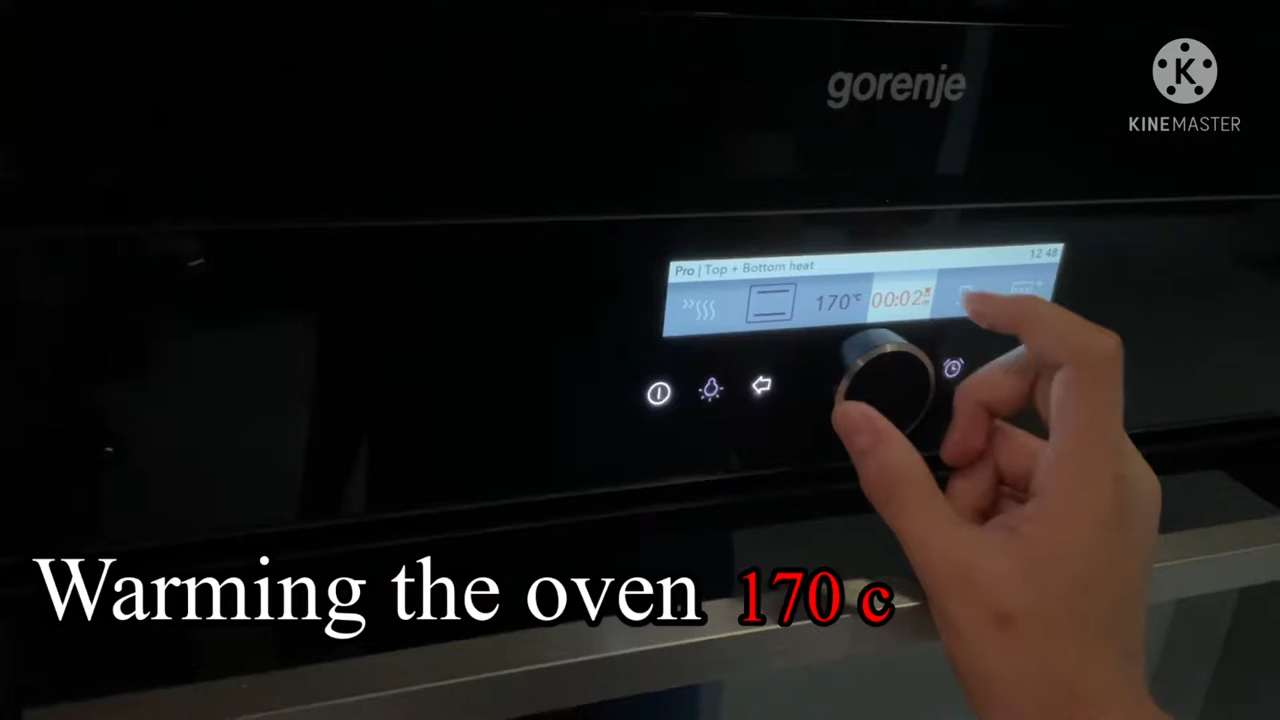 gorenje
K
KINEMASTER
Pro | Top + Bottom heat 12 48
170°C 00:02
Warming the oven 170 c